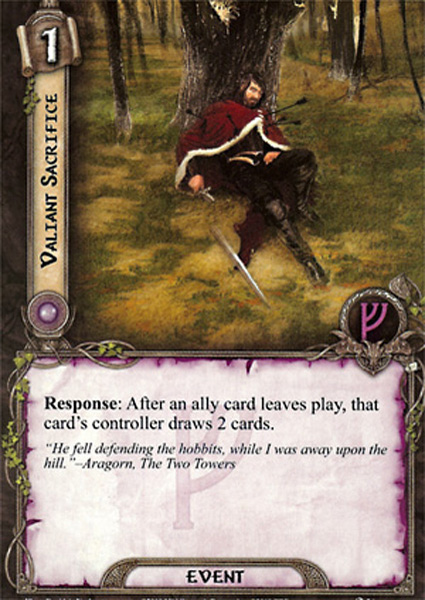 1
VALIANT SACRIFICE
Response: After an ally card leaves play, that
card's controller draws 2 cards.
"He fell defending the hobbits, while I was away upon the
hill."–Aragorn, The Two Towers
EVENT